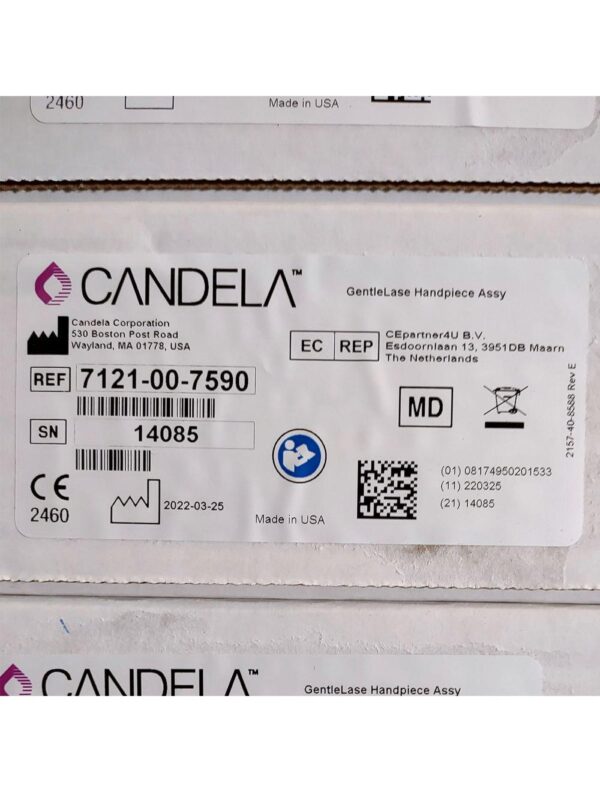 2460
Made in USA
CANDELA™
GentleLase Handpiece Assy
Candela Corporation
530 Boston Post Road
Wayland, MA 01778, USA
EC REP
CEpartner4U B.V.
Esdoornlaan 13, 3951DB Maarn
The Netherlands
REF 7121-00-7590
MD
SN 14085
2157-40-8588 Rev E
(01) 08174950201533
(11) 220325
(21) 14085
CE
2460
2022-03-25
Made in USA
CANDELA™
GentleLase Handpiece Assy